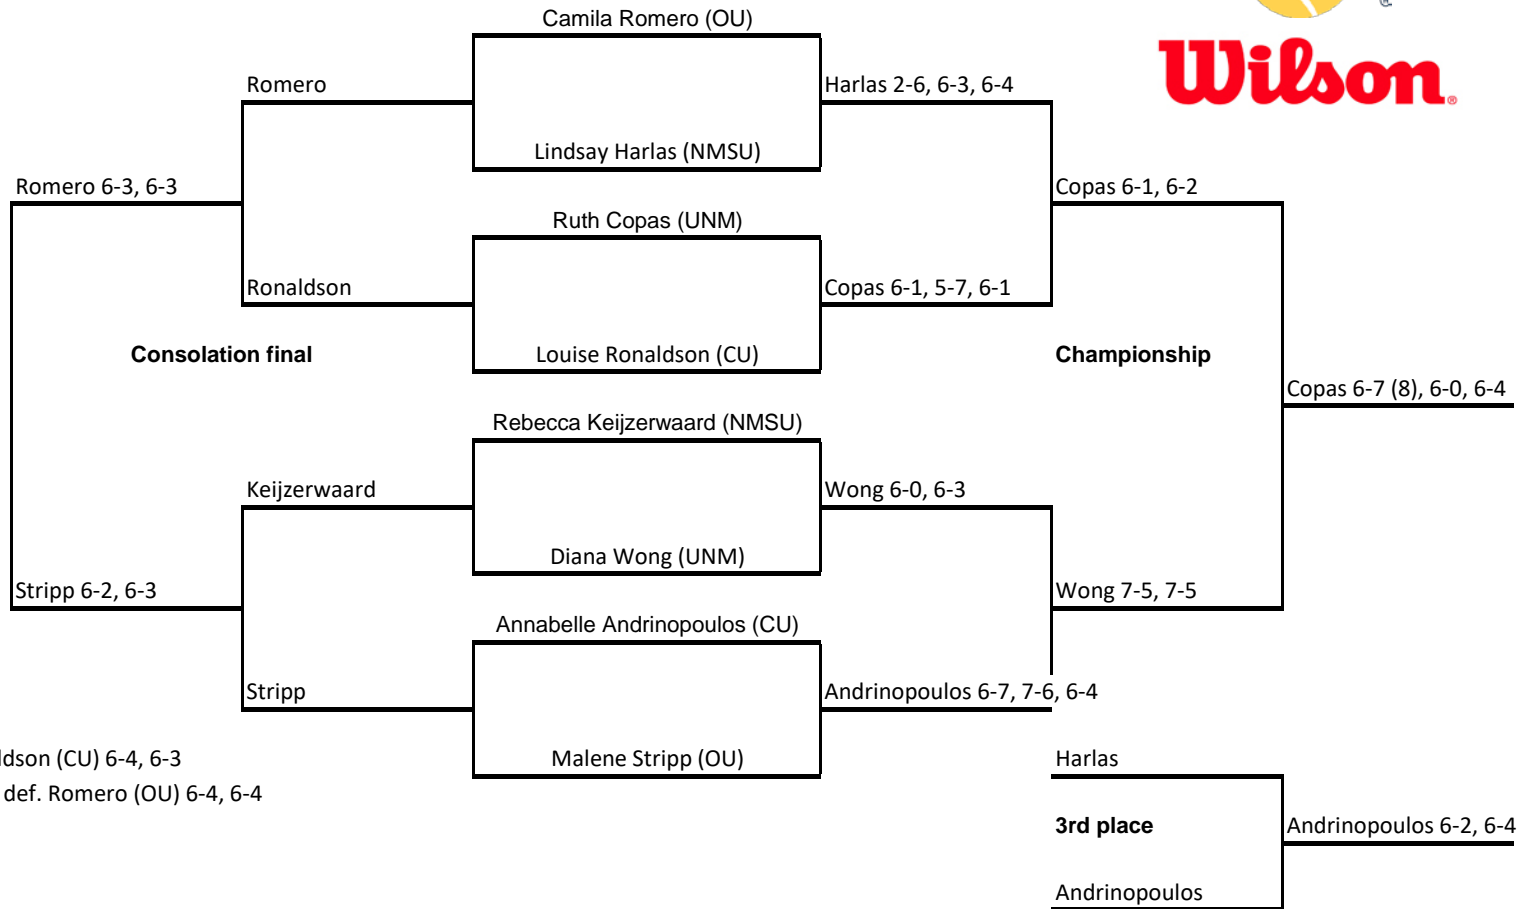 Camila Romero (OU)
Wilson.
Romero
Harlas 2-6, 6-3, 6-4
Lindsay Harlas (NMSU)
Romero 6-3, 6-3
Copas 6-1, 6-2
Ruth Copas (UNM)
Ronaldson
Copas 6-1, 5-7, 6-1
Consolation final
Louise Ronaldson (CU)
Championship
Copas 6-7 (8), 6-0, 6-4
Rebecca Keijzerwaard (NMSU)
Keijzerwaard
Wong 6-0, 6-3
Diana Wong (UNM)
Stripp 6-2, 6-3
Wong 7-5, 7-5
Annabelle Andrinopoulos (CU)
Stripp
Andrinopoulos 6-7, 7-6, 6-4
ldson (CU) 6-4, 6-3
Malene Stripp (OU)
Harlas
def. Romero (OU) 6-4, 6-4
3rd place
Andrinopoulos 6-2, 6-4
Andrinopoulos